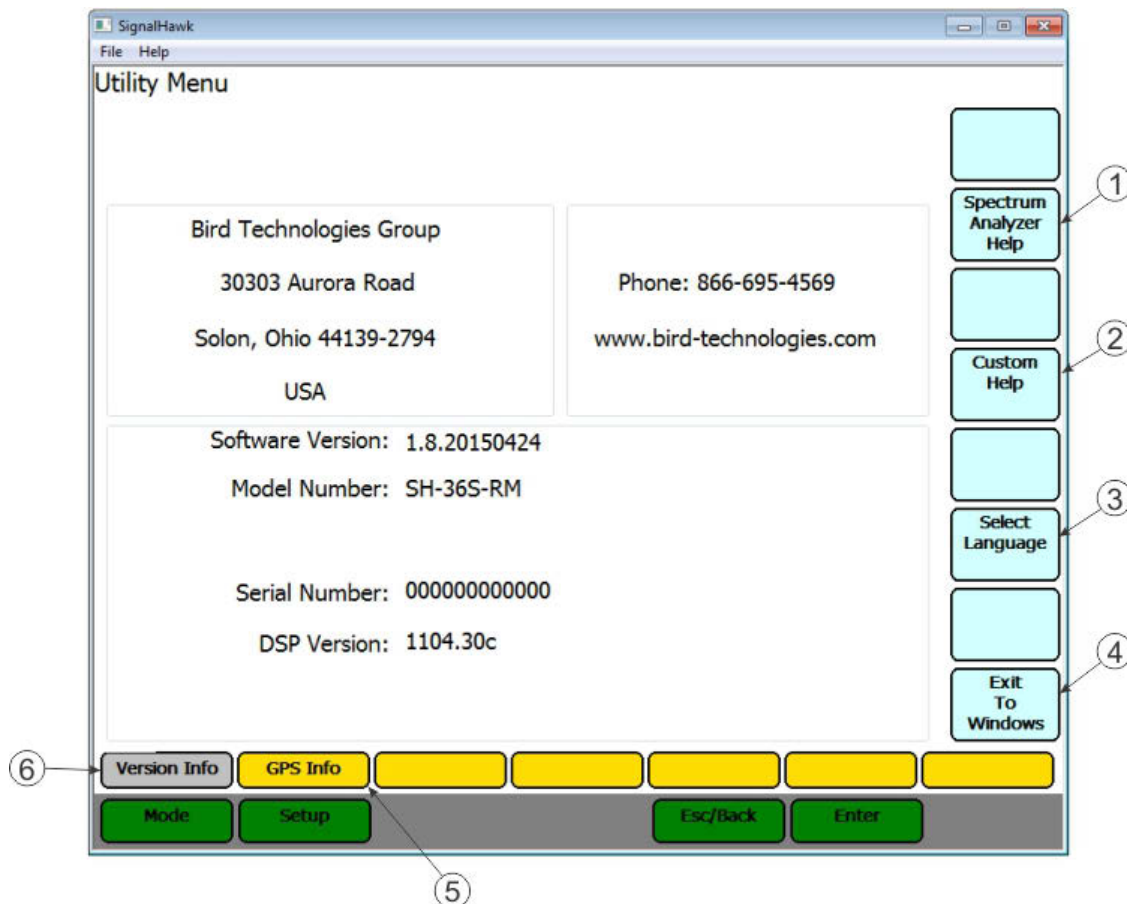 SignalHawk
File Help
Utility Menu
Bird Technologies Group
30303 Aurora Road
Solon, Ohio 44139-2794
USA
Phone: 866-695-4569
www.bird-technologies.com
Software Version: 1.8.20150424
Model Number: SH-36S-RM
Serial Number: 000000000000
DSP Version: 1104.30c
Spectrum
Analyzer
Help
Custom
Help
Select
Language
Exit
To
Windows
1
2
3
4
Version Info GPS Info
Mode Setup Esc/Back Enter
6
5